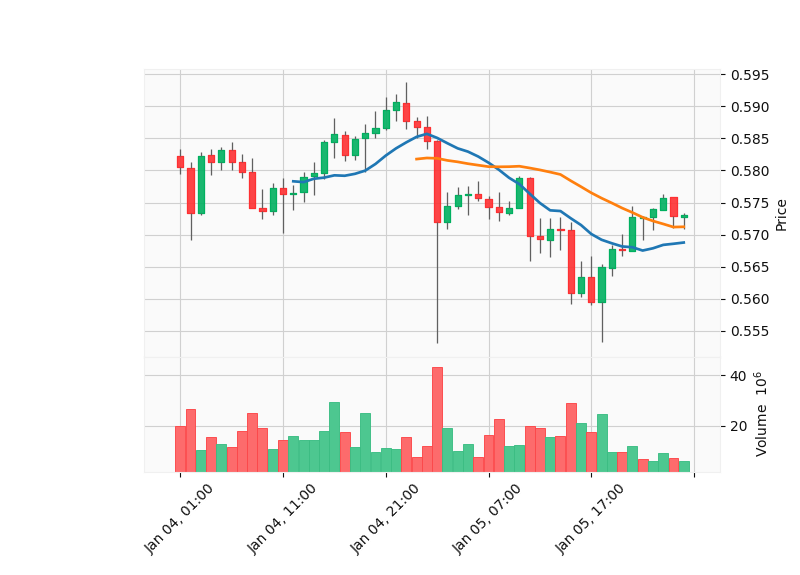 0.595
0.590
0.585
0.580
0.575
0.570
0.565
0.560
0.555
Price
40
20
Volume 10⁶
Jan 04, 01:00
Jan 04, 11:00
Jan 04, 21:00
Jan 05, 07:00
Jan 05, 17:00